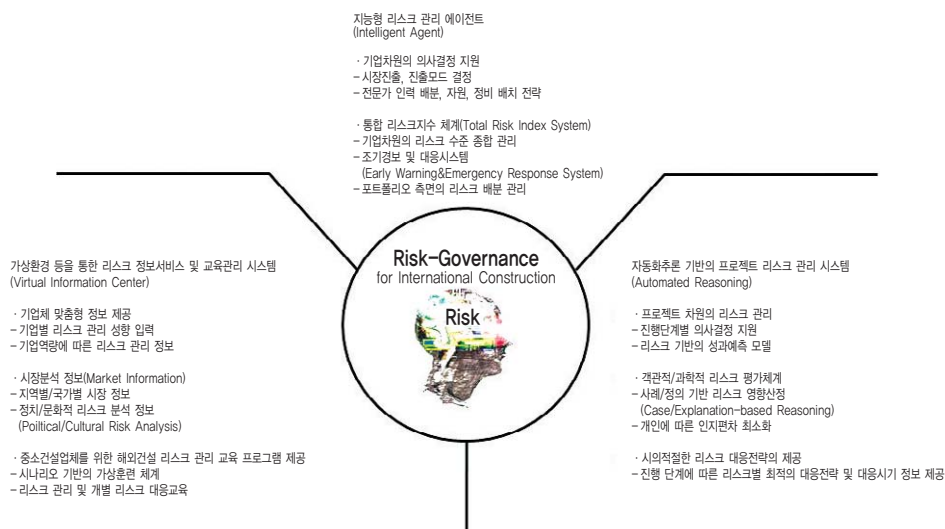 지능형 리스크 관리 에이전트
(Intelligent Agent)
· 기업차원의 의사결정 지원
- 시장진출, 진출모드 결정
- 전문가 인력 배분, 자원, 정비 배치 전략
· 통합 리스크지수 체계(Total Risk Index System)
- 기업차원의 리스크 수준 종합 관리
- 조기경보 및 대응시스템
(Early Warning&Emergency Response System)
- 포트폴리오 측면의 리스크 배분 관리
Risk-Governance
for International Construction
Risk
가상환경 등을 통한 리스크 정보서비스 및 교육관리 시스템
(Virtual Information Center)
· 기업체 맞춤형 정보 제공
- 기업별 리스크 관리 성향 입력
- 기업역량에 따른 리스크 관리 정보
· 시장분석 정보(Market Information)
- 지역별/국가별 시장 정보
- 정치/문화적 리스크 분석 정보
(Poiltical/Cultural Risk Analysis)
· 중소건설업체를 위한 해외건설 리스크 관리 교육 프로그램 제공
- 시나리오 기반의 가상훈련 체계
- 리스크 관리 및 개별 리스크 대응교육
자동화추론 기반의 프로젝트 리스크 관리 시스템
(Automated Reasoning)
· 프로젝트 차원의 리스크 관리
- 진행단계별 의사결정 지원
- 리스크 기반의 성과예측 모델
· 객관적/과학적 리스크 평가체계
- 사례/정의 기반 리스크 영향산정
(Case/Explanation-based Reasoning)
- 개인에 따른 인지편차 최소화
· 시의적절한 리스크 대응전략의 제공
- 진행 단계에 따른 리스크별 최적의 대응전략 및 대응시기 정보 제공